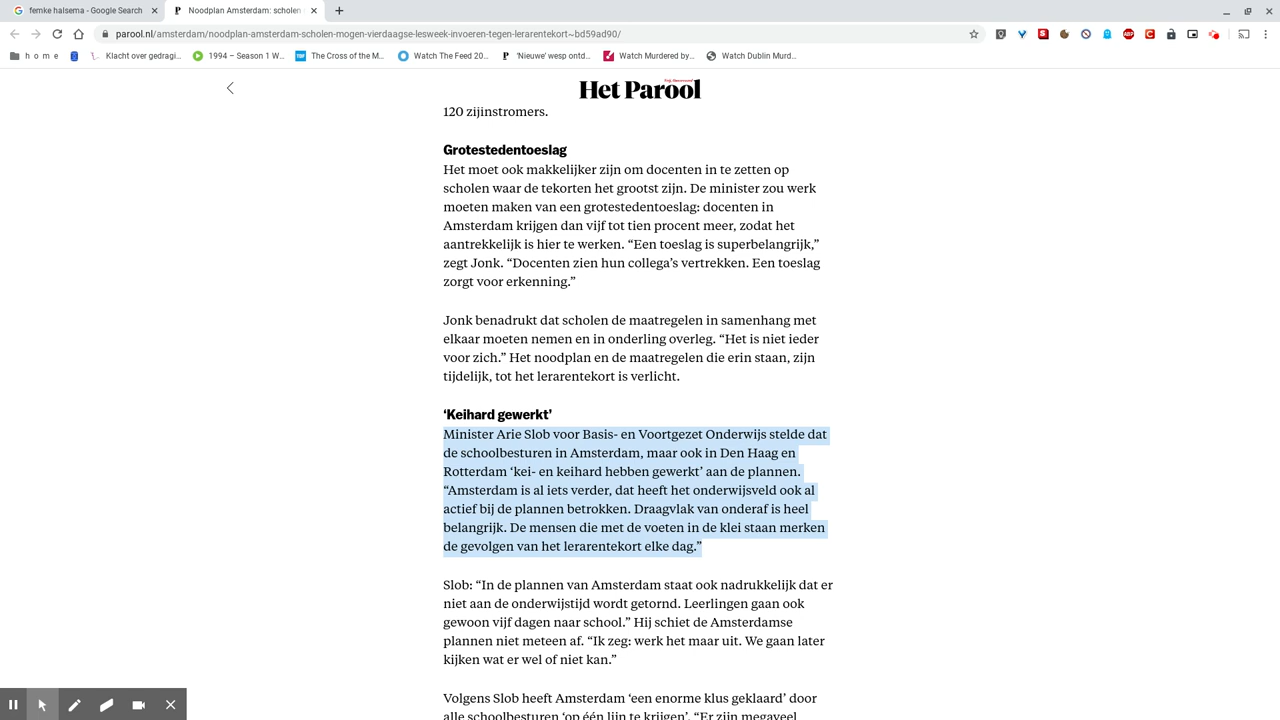 femke halsema - Google Search
Noodplan Amsterdam: scholen
parool.nl/amsterdam/noodplan-amsterdam-scholen-mogen-vierdaagse-lesweek-invoeren-tegen-lerarentekort~bd59ad90/
h o m e
Klacht over gedragi...
1994 – Season 1 W...
The Cross of the M...
Watch The Feed 20...
'Nieuwe' wesp ontd...
Watch Murdered by...
Watch Dublin Murd...
Het Parool
120 zijinstromers.
Grotestedentoeslag
Het moet ook makkelijker zijn om docenten in te zetten op
scholen waar de tekorten het grootst zijn. De minister zou werk
moeten maken van een grotestedentoeslag: docenten in
Amsterdam krijgen dan vijf tot tien procent meer, zodat het
aantrekkelijk is hier te werken. “Een toeslag is superbelangrijk,”
zegt Jonk. “Docenten zien hun collega’s vertrekken. Een toeslag
zorgt voor erkenning.”
Jonk benadrukt dat scholen de maatregelen in samenhang met
elkaar moeten nemen en in onderling overleg. “Het is niet ieder
voor zich.” Het noodplan en de maatregelen die erin staan, zijn
tijdelijk, tot het lerarentekort is verlicht.
‘Keihard gewerkt’
Minister Arie Slob voor Basis- en Voortgezet Onderwijs stelde dat
de schoolbesturen in Amsterdam, maar ook in Den Haag en
Rotterdam ‘kei- en keihard hebben gewerkt’ aan de plannen.
“Amsterdam is al iets verder, dat heeft het onderwijsveld ook al
actief bij de plannen betrokken. Draagvlak van onderaf is heel
belangrijk. De mensen die met de voeten in de klei staan merken
de gevolgen van het lerarentekort elke dag.”
Slob: “In de plannen van Amsterdam staat ook nadrukkelijk dat er
niet aan de onderwijstijd wordt getornd. Leerlingen gaan ook
gewoon vijf dagen naar school.” Hij schiet de Amsterdamse
plannen niet meteen af. “Ik zeg: werk het maar uit. We gaan later
kijken wat er wel of niet kan.”
Volgens Slob heeft Amsterdam ‘een enorme klus geklaard’ door
alle schoolbesturen ‘op één lijn te krijgen’. “Er zijn megaveel